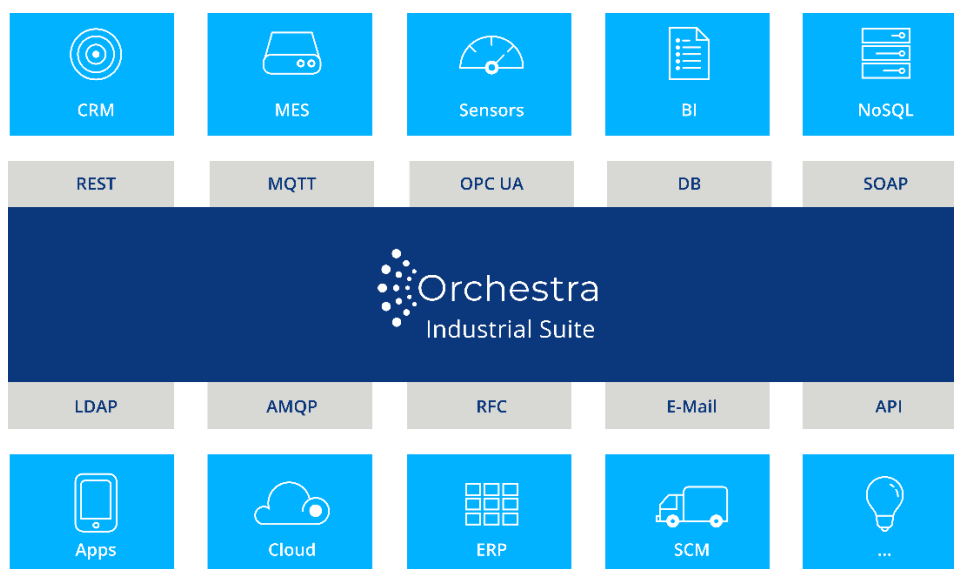 CRM MES Sensors BI NoSQL
REST MQTT OPC UA DB SOAP
Orchestra
Industrial Suite
LDAP AMQP RFC E-Mail API
Apps Cloud ERP SCM ...